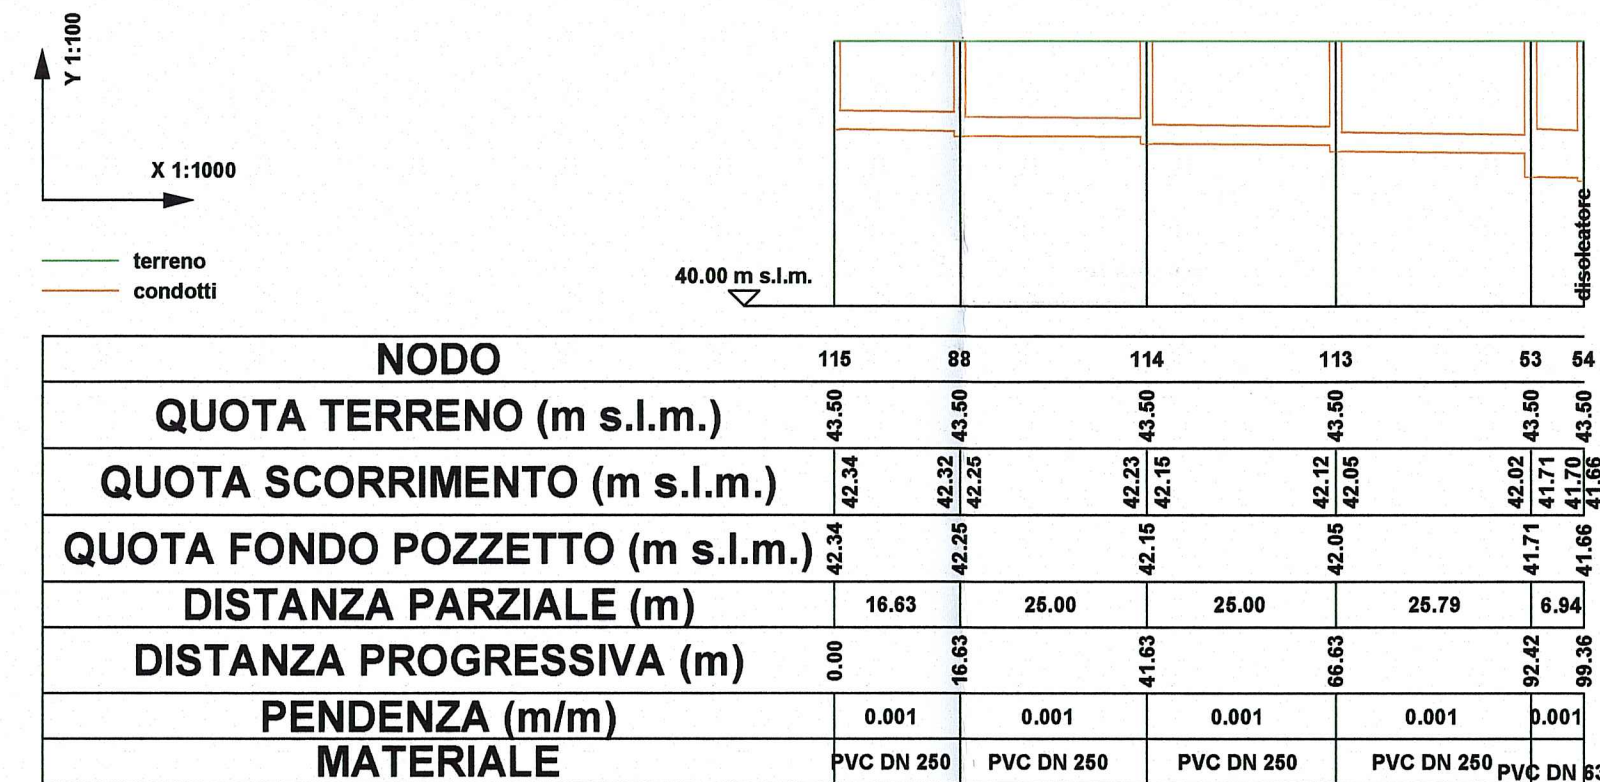 Y 1:100
X 1:1000
terreno
condotti
40.00 m s.l.m.
disoleatore
NODO 115 88 114 113 53 54
QUOTA TERRENO (m s.l.m.) 43.50 43.50 43.50 43.50 43.50 43.50
QUOTA SCORRIMENTO (m s.l.m.) 42.34 42.32 42.25 42.23 42.15 42.12 42.05 42.02 41.71 41.70 41.66
QUOTA FONDO POZZETTO (m s.l.m.) 42.34 42.25 42.15 42.05 41.71 41.66
DISTANZA PARZIALE (m) 16.63 25.00 25.00 25.79 6.94
DISTANZA PROGRESSIVA (m) 0.00 16.63 41.63 66.63 92.42 99.36
PENDENZA (m/m) 0.001 0.001 0.001 0.001 0.001
MATERIALE PVC DN 250 PVC DN 250 PVC DN 250 PVC DN 250 PVC DN